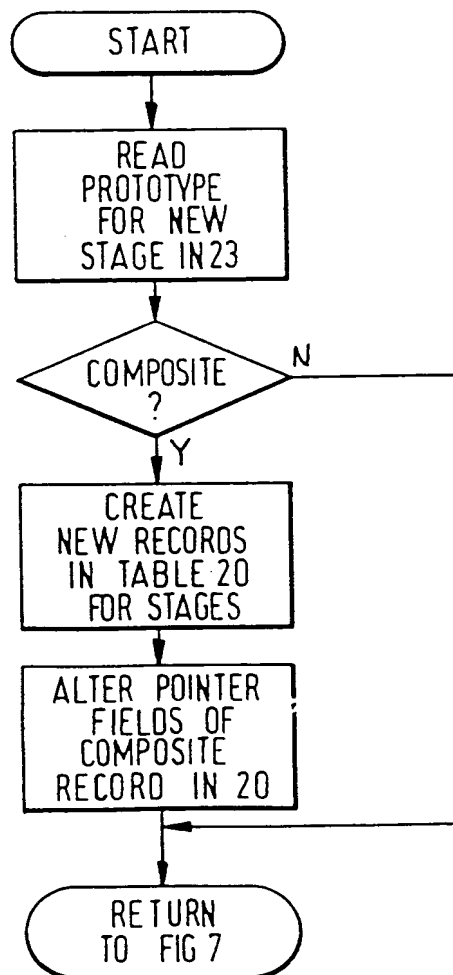 START
READ
PROTOTYPE
FOR NEW
STAGE IN 23
COMPOSITE
?
N
Y
CREATE
NEW RECORDS
IN TABLE 20
FOR STAGES
ALTER POINTER
FIELDS OF
COMPOSITE
RECORD IN 20
RETURN
TO FIG 7